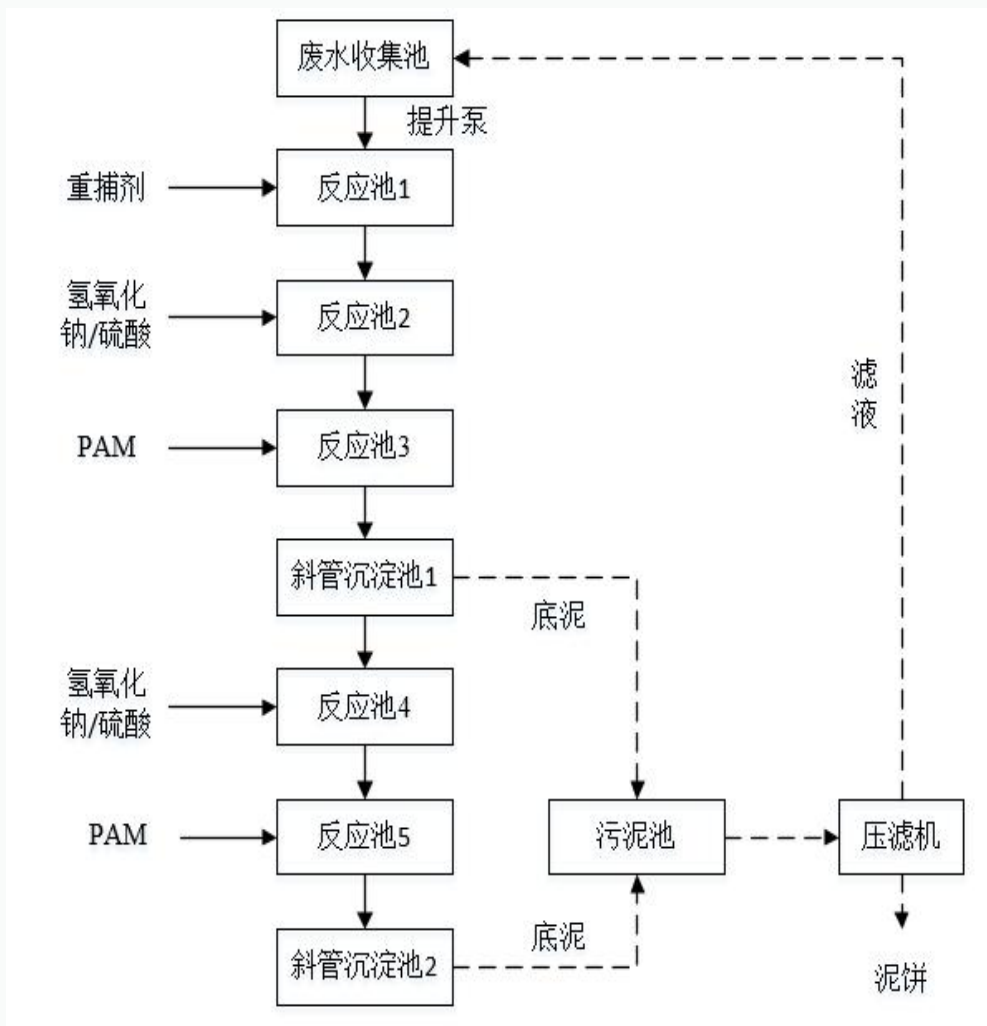 废水收集池
提升泵
重捕剂
反应池1
氢氧化
钠/硫酸
反应池2
PAM
反应池3
滤
液
斜管沉淀池1
底泥
氢氧化
钠/硫酸
反应池4
PAM
反应池5
污泥池
压滤机
斜管沉淀池2
底泥
泥饼